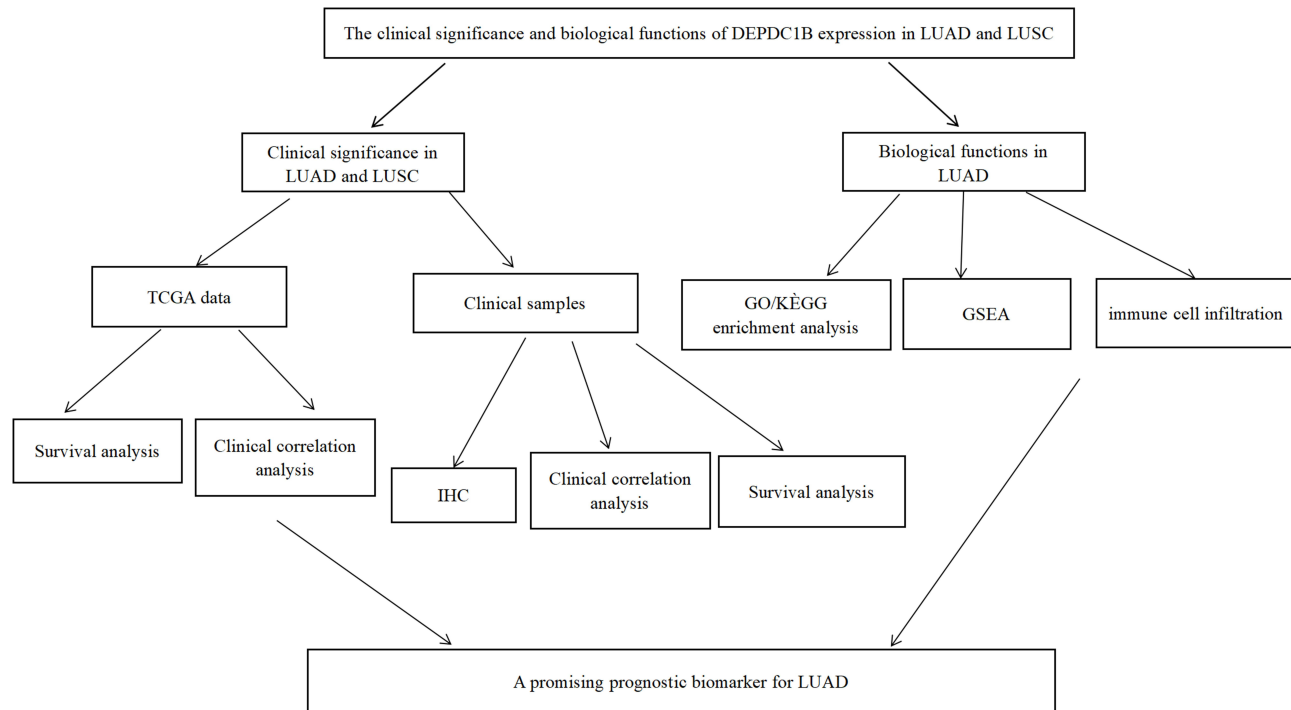 The clinical significance and biological functions of DEPDC1B expression in LUAD and LUSC
Clinical significance in
LUAD and LUSC
Biological functions in
LUAD
TCGA data
Clinical samples
GO/KÈGG
enrichment analysis
GSEA
immune cell infiltration
Survival analysis
Clinical correlation
analysis
IHC
Clinical correlation
analysis
Survival analysis
A promising prognostic biomarker for LUAD